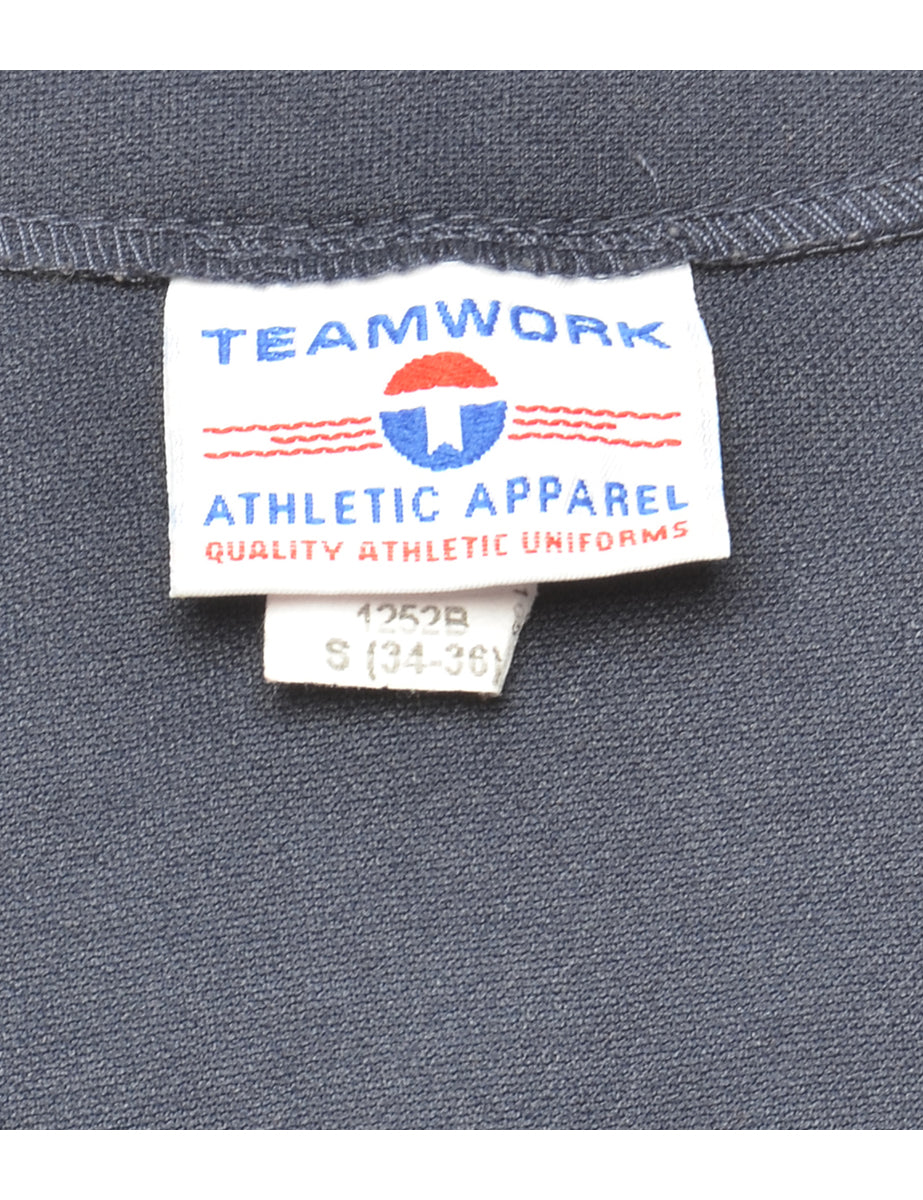 TEAMWORK
T
ATHLETIC APPAREL
QUALITY ATHLETIC UNIFORMS
1252B
S (34-36)